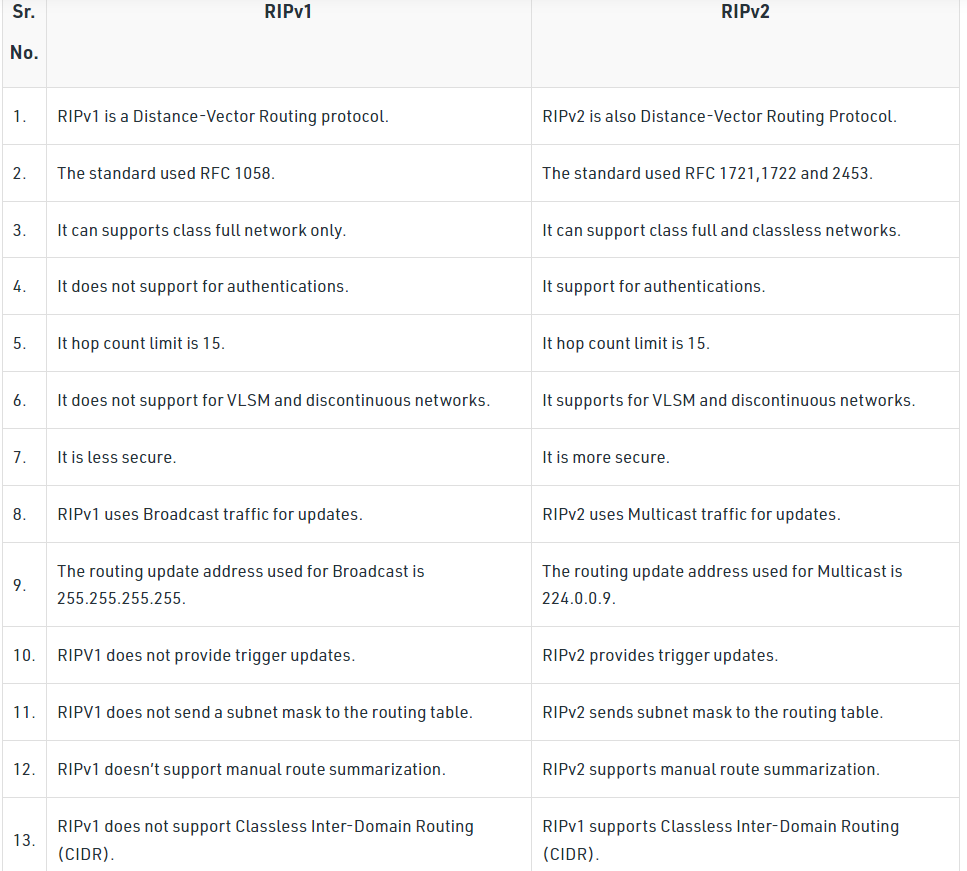 Sr. No.
RIPv1
RIPv2
1.
RIPv1 is a Distance-Vector Routing protocol.
RIPv2 is also Distance-Vector Routing Protocol.
2.
The standard used RFC 1058.
The standard used RFC 1721,1722 and 2453.
3.
It can supports class full network only.
It can support class full and classless networks.
4.
It does not support for authentications.
It support for authentications.
5.
It hop count limit is 15.
It hop count limit is 15.
6.
It does not support for VLSM and discontinuous networks.
It supports for VLSM and discontinuous networks.
7.
It is less secure.
It is more secure.
8.
RIPv1 uses Broadcast traffic for updates.
RIPv2 uses Multicast traffic for updates.
9.
The routing update address used for Broadcast is
255.255.255.255.
The routing update address used for Multicast is
224.0.0.9.
10.
RIPV1 does not provide trigger updates.
RIPv2 provides trigger updates.
11.
RIPV1 does not send a subnet mask to the routing table.
RIPv2 sends subnet mask to the routing table.
12.
RIPv1 doesn't support manual route summarization.
RIPv2 supports manual route summarization.
13.
RIPv1 does not support Classless Inter-Domain Routing
(CIDR).
RIPv1 supports Classless Inter-Domain Routing
(CIDR).